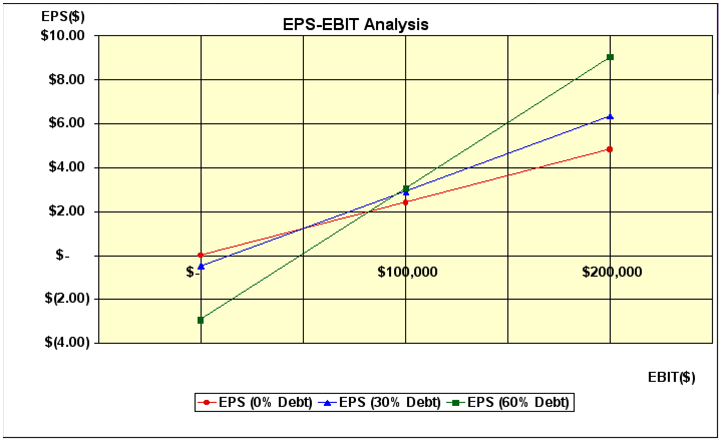 EPS($)
EPS-EBIT Analysis
$10.00
$8.00
$6.00
$4.00
$2.00
$-
$- $100,000 $200,000
$(2.00)
$(4.00)
EBIT($)
EPS (0% Debt) EPS (30% Debt) EPS (60% Debt)